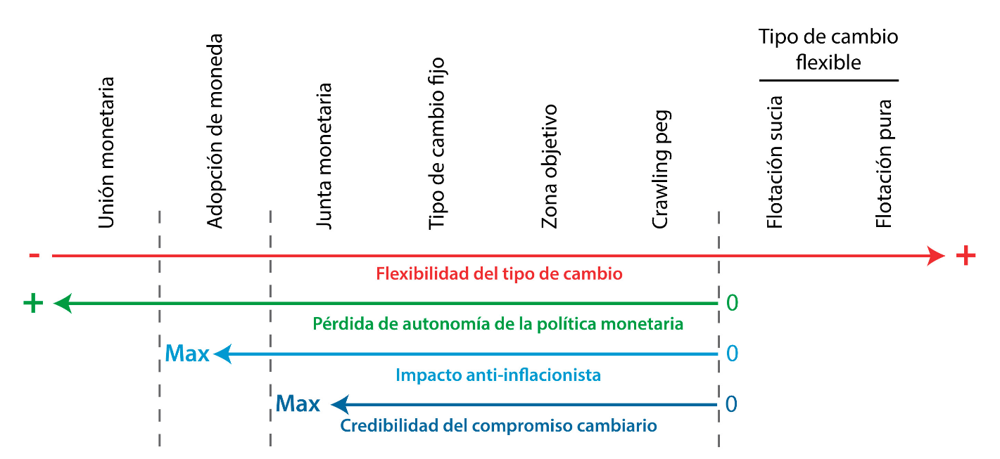 Unión monetaria
Adopción de moneda
Junta monetaria
Tipo de cambio fijo
Zona objetivo
Crawling peg
Tipo de cambio
flexible
Flotación sucia
Flotación pura
- +
Flexibilidad del tipo de cambio
+ 0
Pérdida de autonomía de la política monetaria
Max 0
Impacto anti-inflacionista
Max 0
Credibilidad del compromiso cambiario